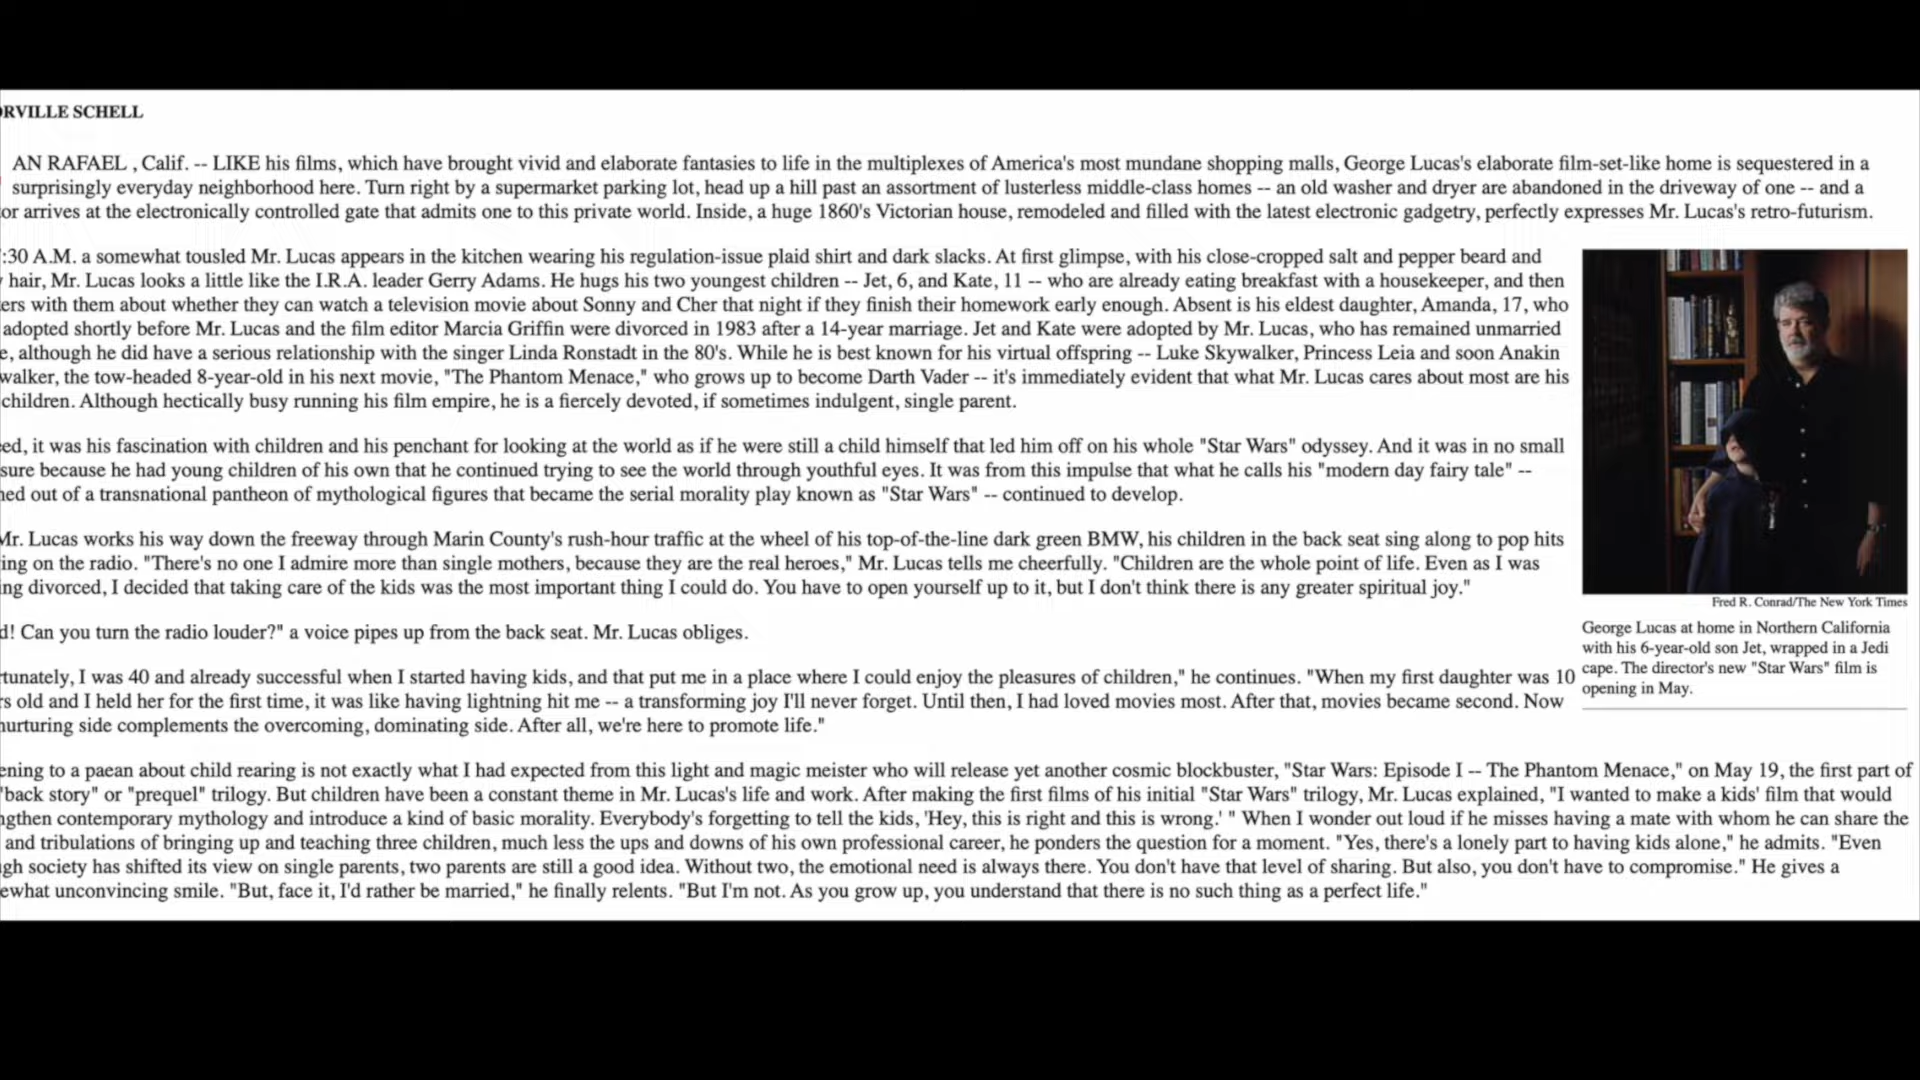 ORVILLE SCHELL
AN RAFAEL , Calif. -- LIKE his films, which have brought vivid and elaborate fantasies to life in the multiplexes of America's most mundane shopping malls, George Lucas's elaborate film-set-like home is sequestered in a
surprisingly everyday neighborhood here. Turn right by a supermarket parking lot, head up a hill past an assortment of lusterless middle-class homes -- an old washer and dryer are abandoned in the driveway of one -- and a
or arrives at the electronically controlled gate that admits one to this private world. Inside, a huge 1860's Victorian house, remodeled and filled with the latest electronic gadgetry, perfectly expresses Mr. Lucas's retro-futurism.
:30 A.M. a somewhat tousled Mr. Lucas appears in the kitchen wearing his regulation-issue plaid shirt and dark slacks. At first glimpse, with his close-cropped salt and pepper beard and
hair, Mr. Lucas looks a little like the I.R.A. leader Gerry Adams. He hugs his two youngest children -- Jet, 6, and Kate, 11 -- who are already eating breakfast with a housekeeper, and then
ers with them about whether they can watch a television movie about Sonny and Cher that night if they finish their homework early enough. Absent is his eldest daughter, Amanda, 17, who
adopted shortly before Mr. Lucas and the film editor Marcia Griffin were divorced in 1983 after a 14-year marriage. Jet and Kate were adopted by Mr. Lucas, who has remained unmarried
e, although he did have a serious relationship with the singer Linda Ronstadt in the 80's. While he is best known for his virtual offspring -- Luke Skywalker, Princess Leia and soon Anakin
walker, the tow-headed 8-year-old in his next movie, "The Phantom Menace," who grows up to become Darth Vader -- it's immediately evident that what Mr. Lucas cares about most are his
children. Although hectically busy running his film empire, he is a fiercely devoted, if sometimes indulgent, single parent.
ed, it was his fascination with children and his penchant for looking at the world as if he were still a child himself that led him off on his whole "Star Wars" odyssey. And it was in no small
sure because he had young children of his own that he continued trying to see the world through youthful eyes. It was from this impulse that what he calls his "modern day fairy tale" --
ned out of a transnational pantheon of mythological figures that became the serial morality play known as "Star Wars" -- continued to develop.
Mr. Lucas works his way down the freeway through Marin County's rush-hour traffic at the wheel of his top-of-the-line dark green BMW, his children in the back seat sing along to pop hits
ing on the radio. "There's no one I admire more than single mothers, because they are the real heroes," Mr. Lucas tells me cheerfully. "Children are the whole point of life. Even as I was
ng divorced, I decided that taking care of the kids was the most important thing I could do. You have to open yourself up to it, but I don't think there is any greater spiritual joy."
d! Can you turn the radio louder?" a voice pipes up from the back seat. Mr. Lucas obliges.
rtunately, I was 40 and already successful when I started having kids, and that put me in a place where I could enjoy the pleasures of children," he continues. "When my first daughter was 10
rs old and I held her for the first time, it was like having lightning hit me -- a transforming joy I'll never forget. Until then, I had loved movies most. After that, movies became second. Now
nurturing side complements the overcoming, dominating side. After all, we're here to promote life."
Fred R. Conrad/The New York Times
George Lucas at home in Northern California
with his 6-year-old son Jet, wrapped in a Jedi
cape. The director's new "Star Wars" film is
opening in May.
ening to a paean about child rearing is not exactly what I had expected from this light and magic meister who will release yet another cosmic blockbuster, "Star Wars: Episode I -- The Phantom Menace," on May 19, the first part of
"back story" or "prequel" trilogy. But children have been a constant theme in Mr. Lucas's life and work. After making the first films of his initial "Star Wars" trilogy, Mr. Lucas explained, "I wanted to make a kids' film that would
ngthen contemporary mythology and introduce a kind of basic morality. Everybody's forgetting to tell the kids, 'Hey, this is right and this is wrong.' " When I wonder out loud if he misses having a mate with whom he can share the
and tribulations of bringing up and teaching three children, much less the ups and downs of his own professional career, he ponders the question for a moment. "Yes, there's a lonely part to having kids alone," he admits. "Even
gh society has shifted its view on single parents, two parents are still a good idea. Without two, the emotional need is always there. You don't have that level of sharing. But also, you don't have to compromise." He gives a
ewhat unconvincing smile. "But, face it, I'd rather be married," he finally relents. "But I'm not. As you grow up, you understand that there is no such thing as a perfect life."